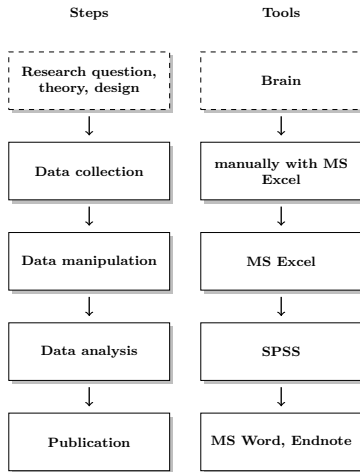 Steps
Tools
Research question,
theory, design
Brain
Data collection
manually with MS
Excel
Data manipulation
MS Excel
Data analysis
SPSS
Publication
MS Word, Endnote